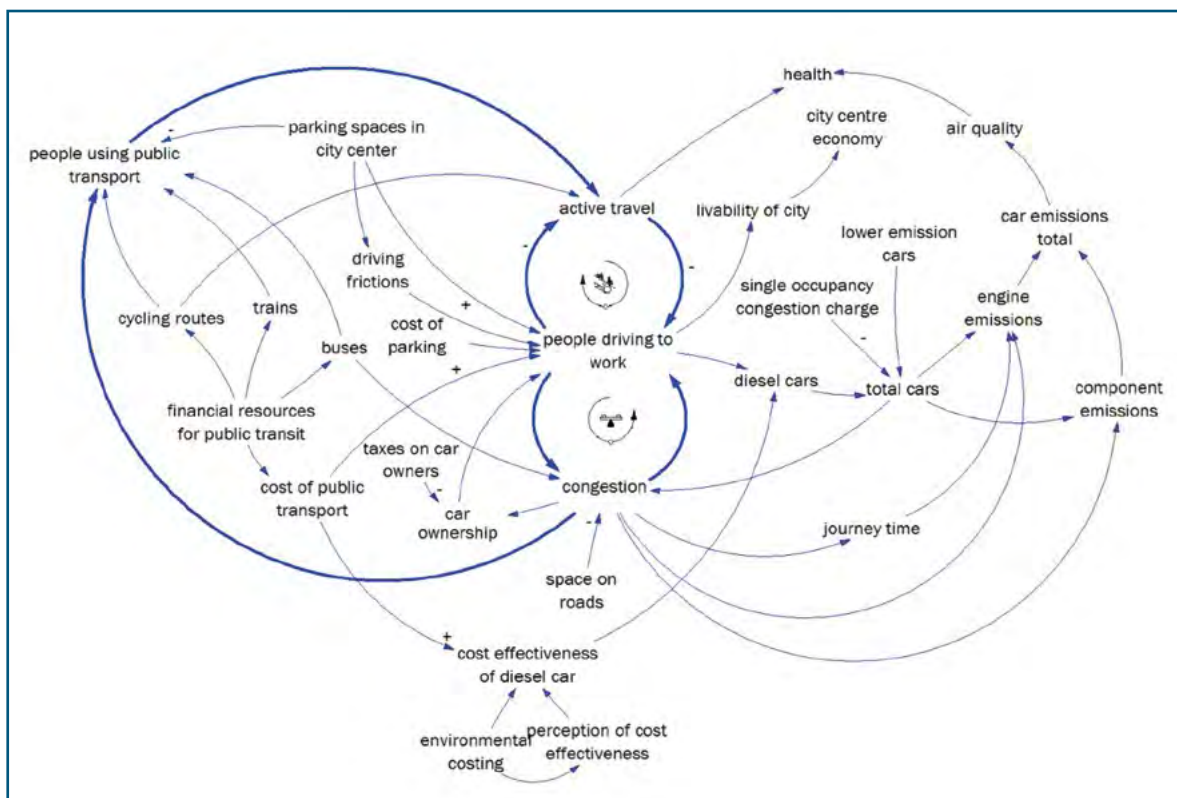 health
city centre
economy
air quality
-
parking spaces in
city center
people using public
transport
active travel
livability of city
car emissions
total
lower emission
cars
-
-
driving
frictions
single occupancy
congestion charge
engine
emissions
trains
cycling routes
+
cost of
parking
people driving to
work
-
buses
+
diesel cars
total cars
component
emissions
financial resources
for public transit
taxes on car
owners
-
cost of public
transport
congestion
car
ownership
-
journey time
space on
roads
+
cost effectiveness
of diesel car
environmental
costing
perception of cost
effectiveness